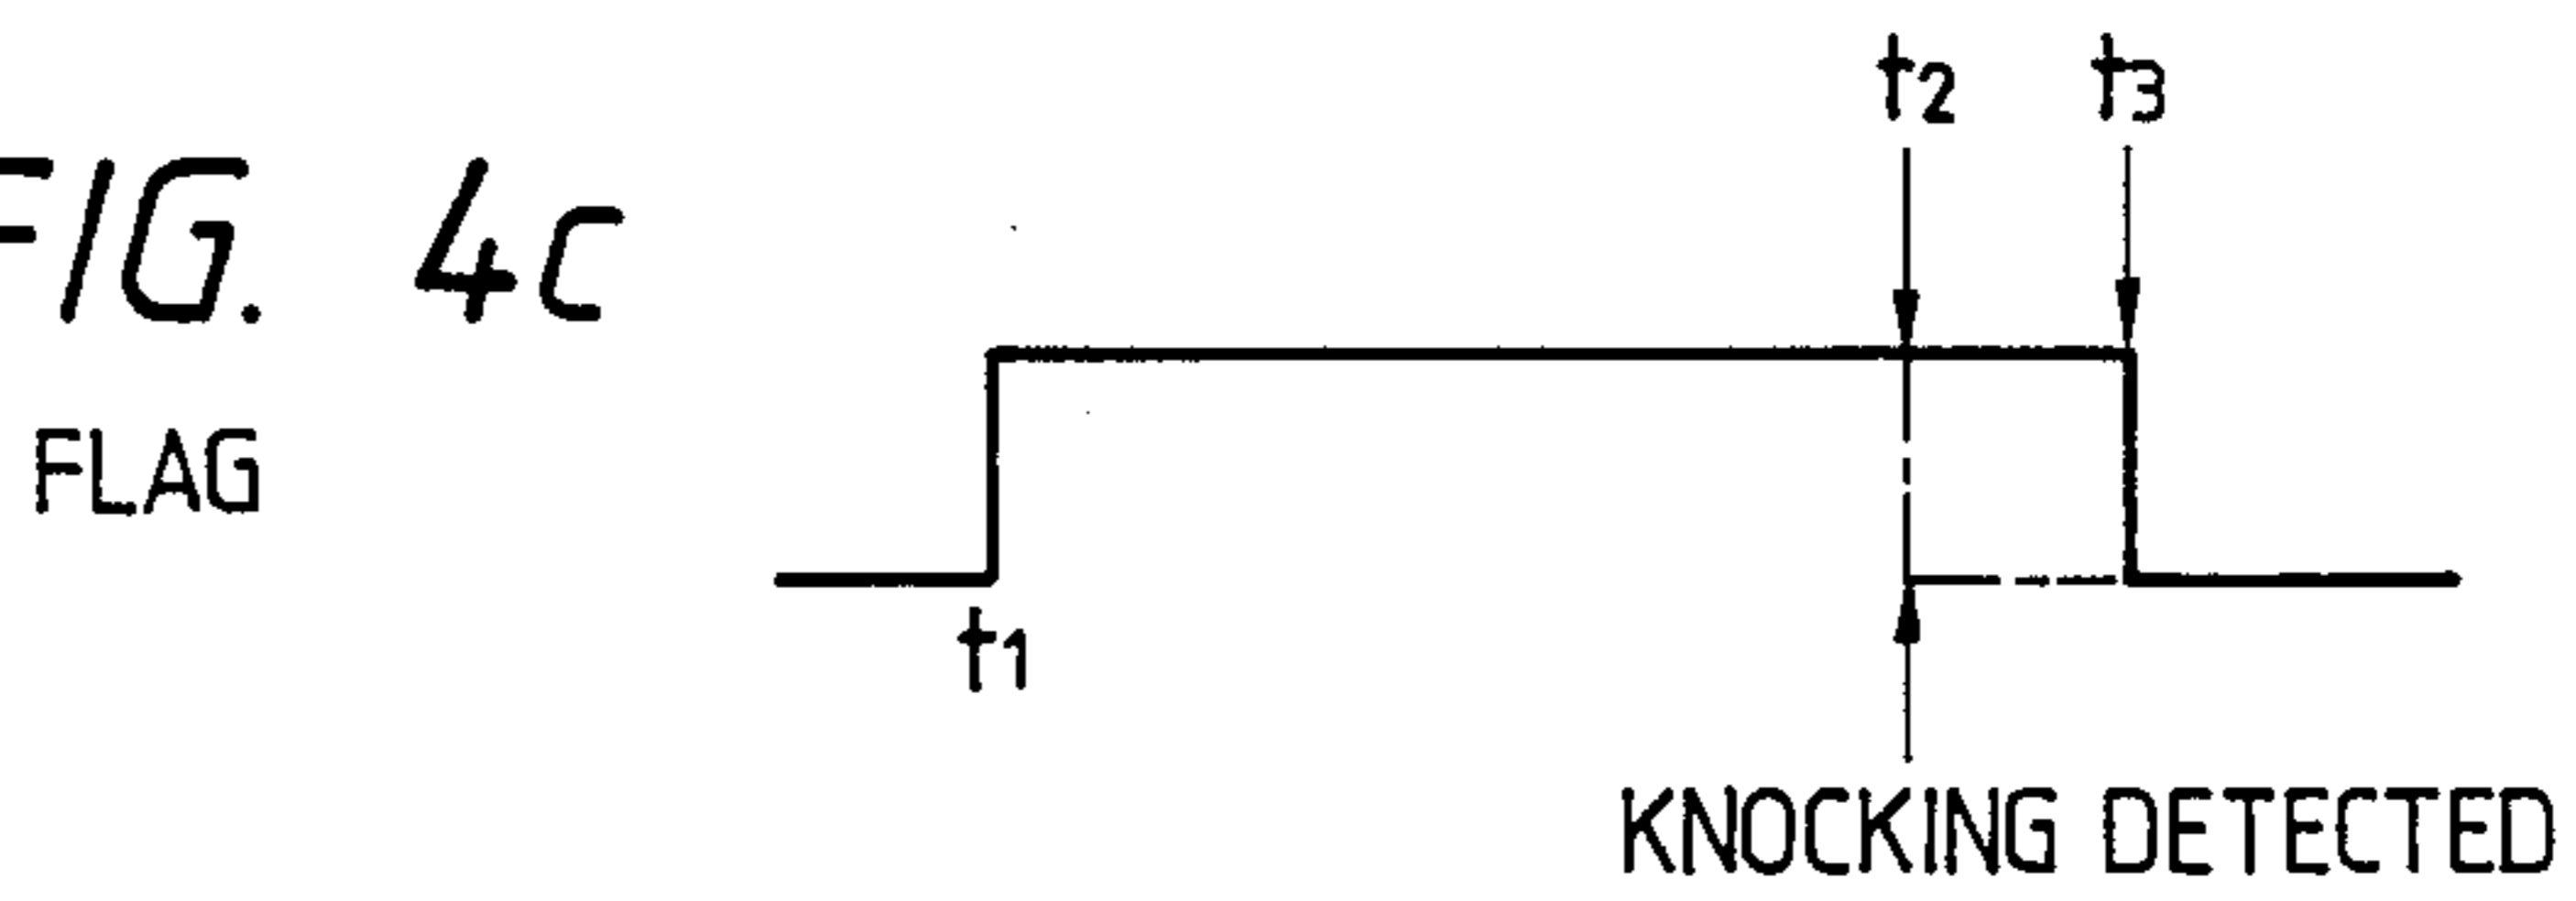 FIG. 4c
t2
t3
FLAG
t1
KNOCKING DETECTED